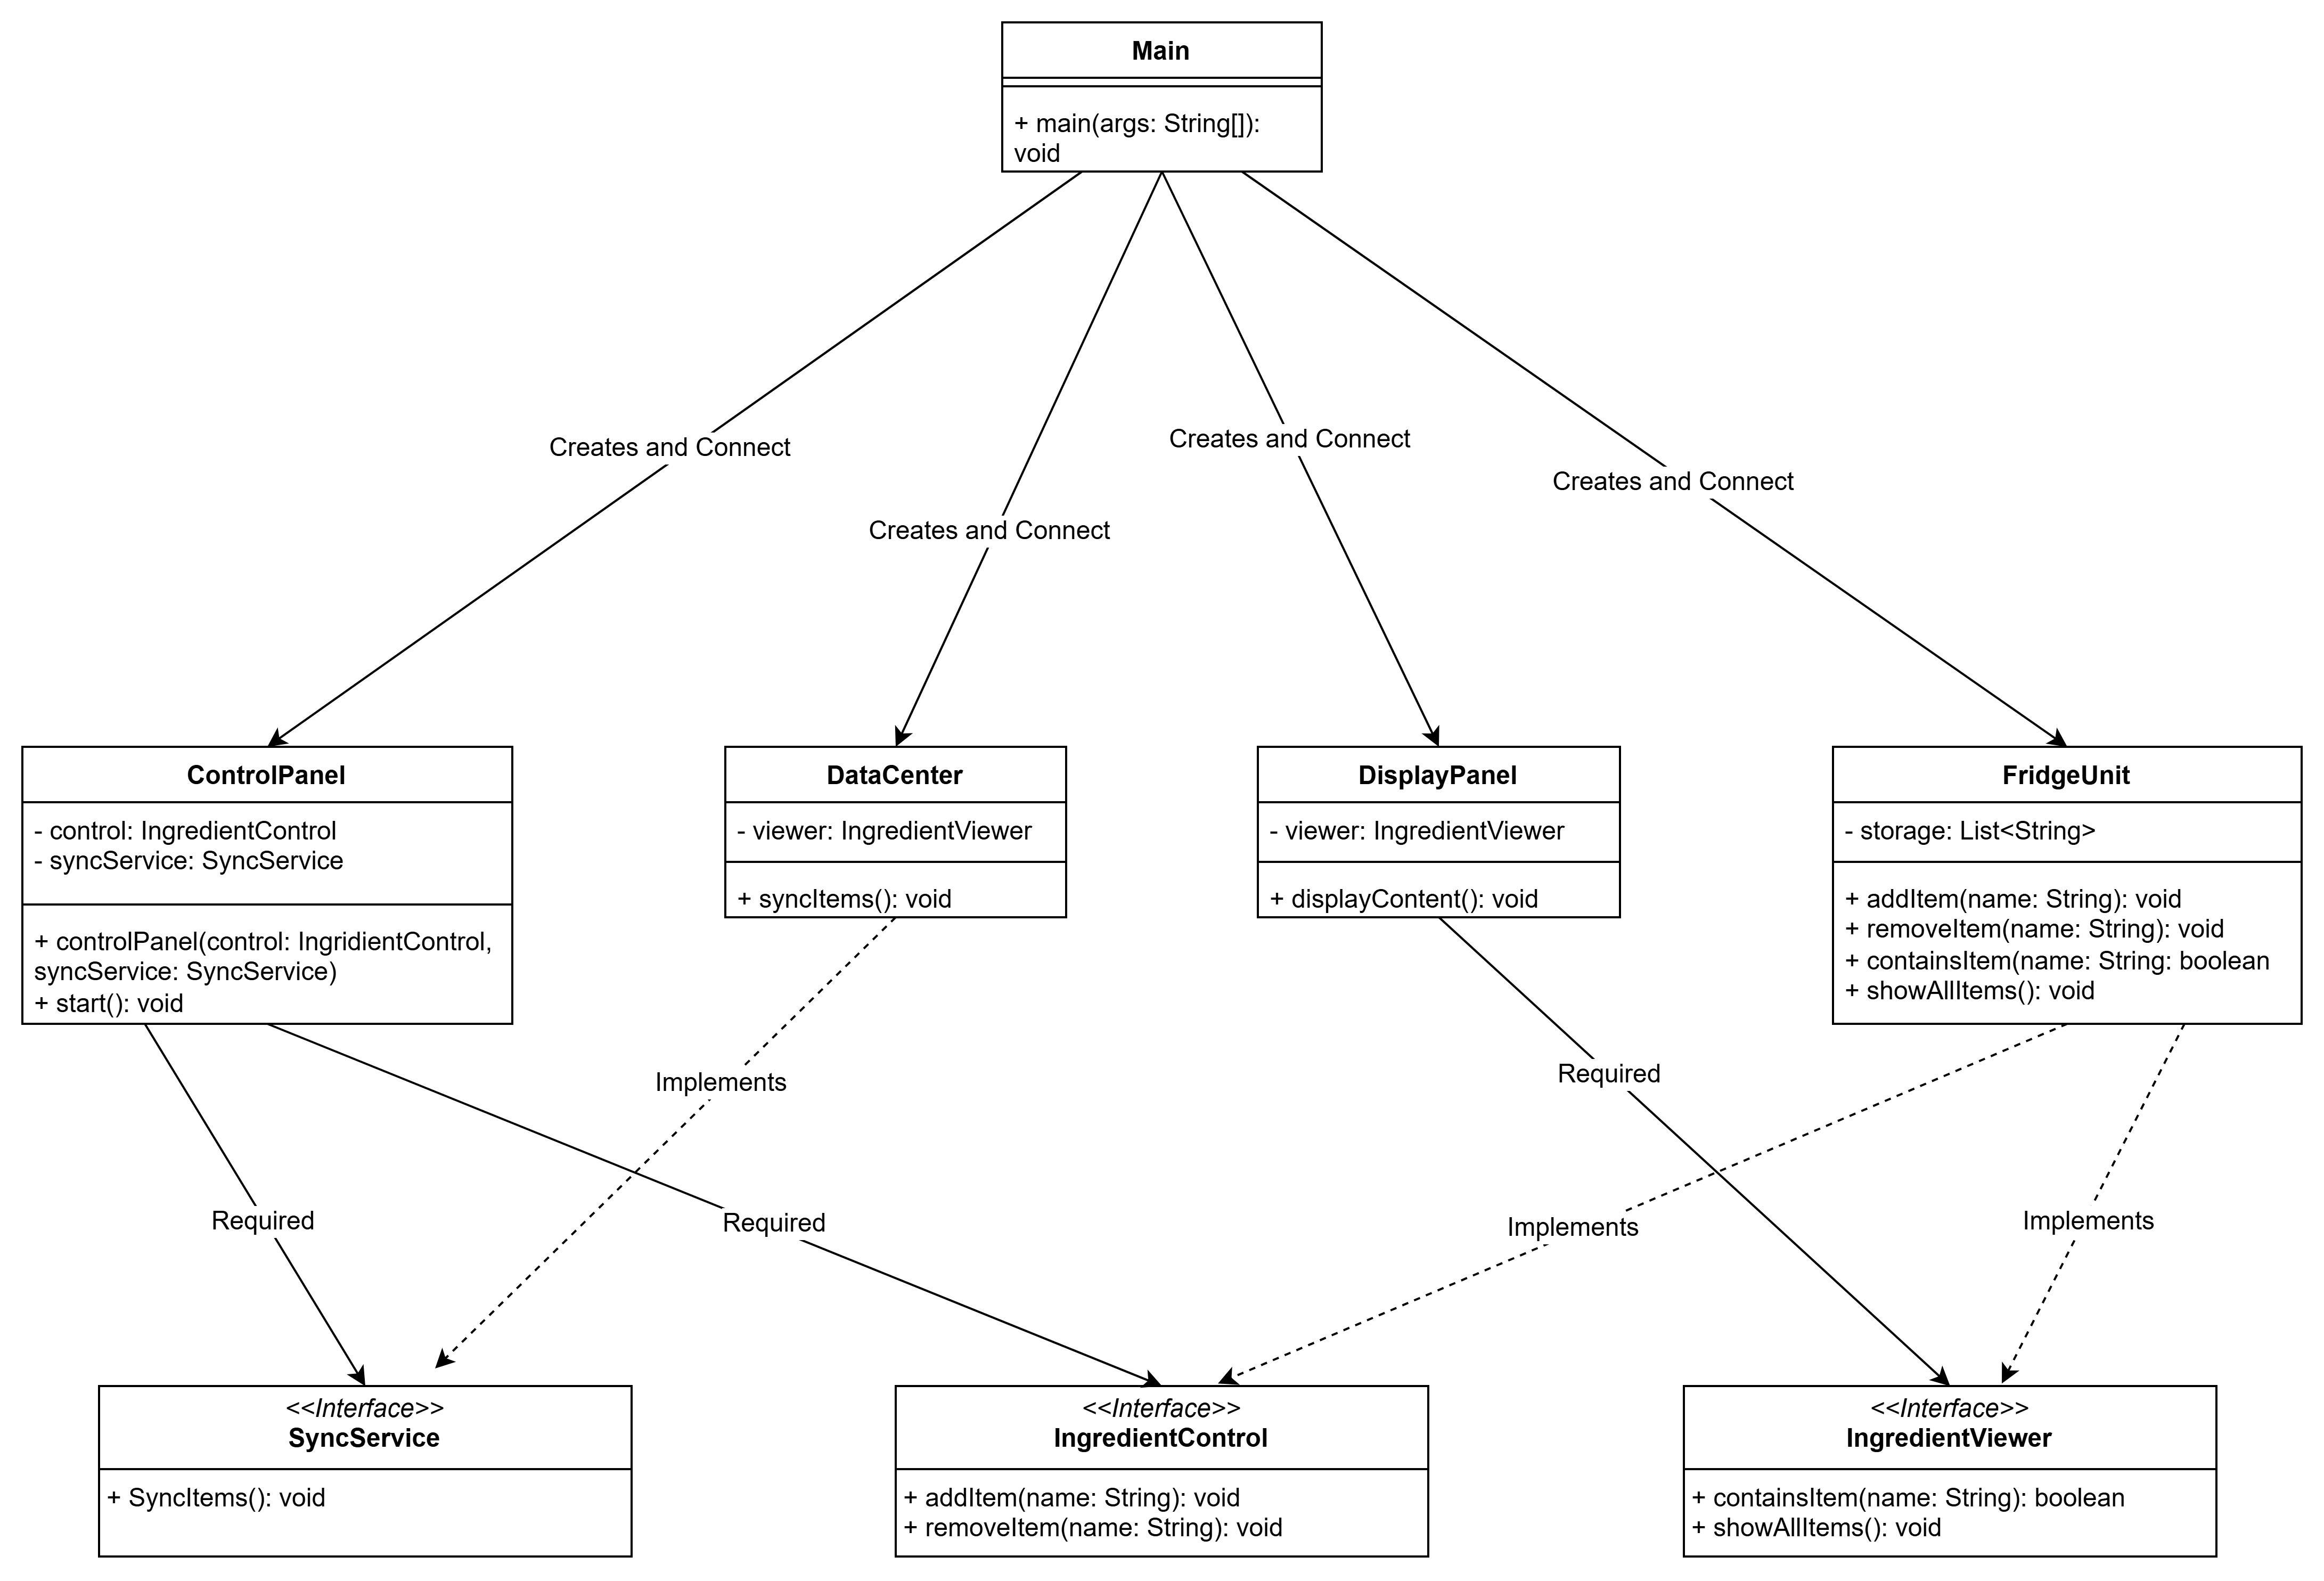 Main
+ main(args: String[]):
void
Creates and Connect
Creates and Connect
Creates and Connect
Creates and Connect
ControlPanel
- control: IngredientControl
- syncService: SyncService
+ controlPanel(control: IngridientControl,
syncService: SyncService)
+ start(): void
DataCenter
- viewer: IngredientViewer
+ syncItems(): void
DisplayPanel
- viewer: IngredientViewer
+ displayContent(): void
FridgeUnit
- storage: List<String>
+ addItem(name: String): void
+ removeItem(name: String): void
+ containsItem(name: String: boolean
+ showAllItems(): void
Implements
Required
Required
Required
Implements
Implements
<<Interface>>
SyncService
+ SyncItems(): void
<<Interface>>
IngredientControl
+ addItem(name: String): void
+ removeItem(name: String): void
<<Interface>>
IngredientViewer
+ containsItem(name: String): boolean
+ showAllItems(): void